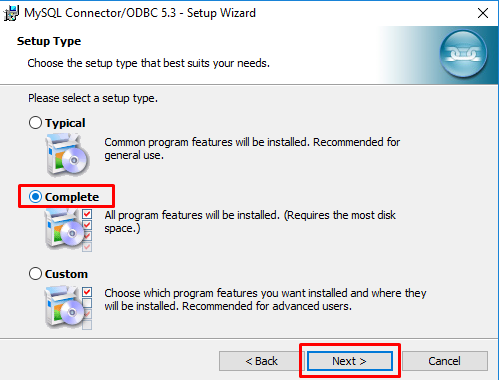 MySQL Connector/ODBC 5.3 - Setup Wizard
Setup Type
Choose the setup type that best suits your needs.
Please select a setup type.
Typical
Common program features will be installed. Recommended for
general use.
Complete
All program features will be installed. (Requires the most disk
space.)
Custom
Choose which program features you want installed and where they
will be installed. Recommended for advanced users.
< Back
Next >
Cancel